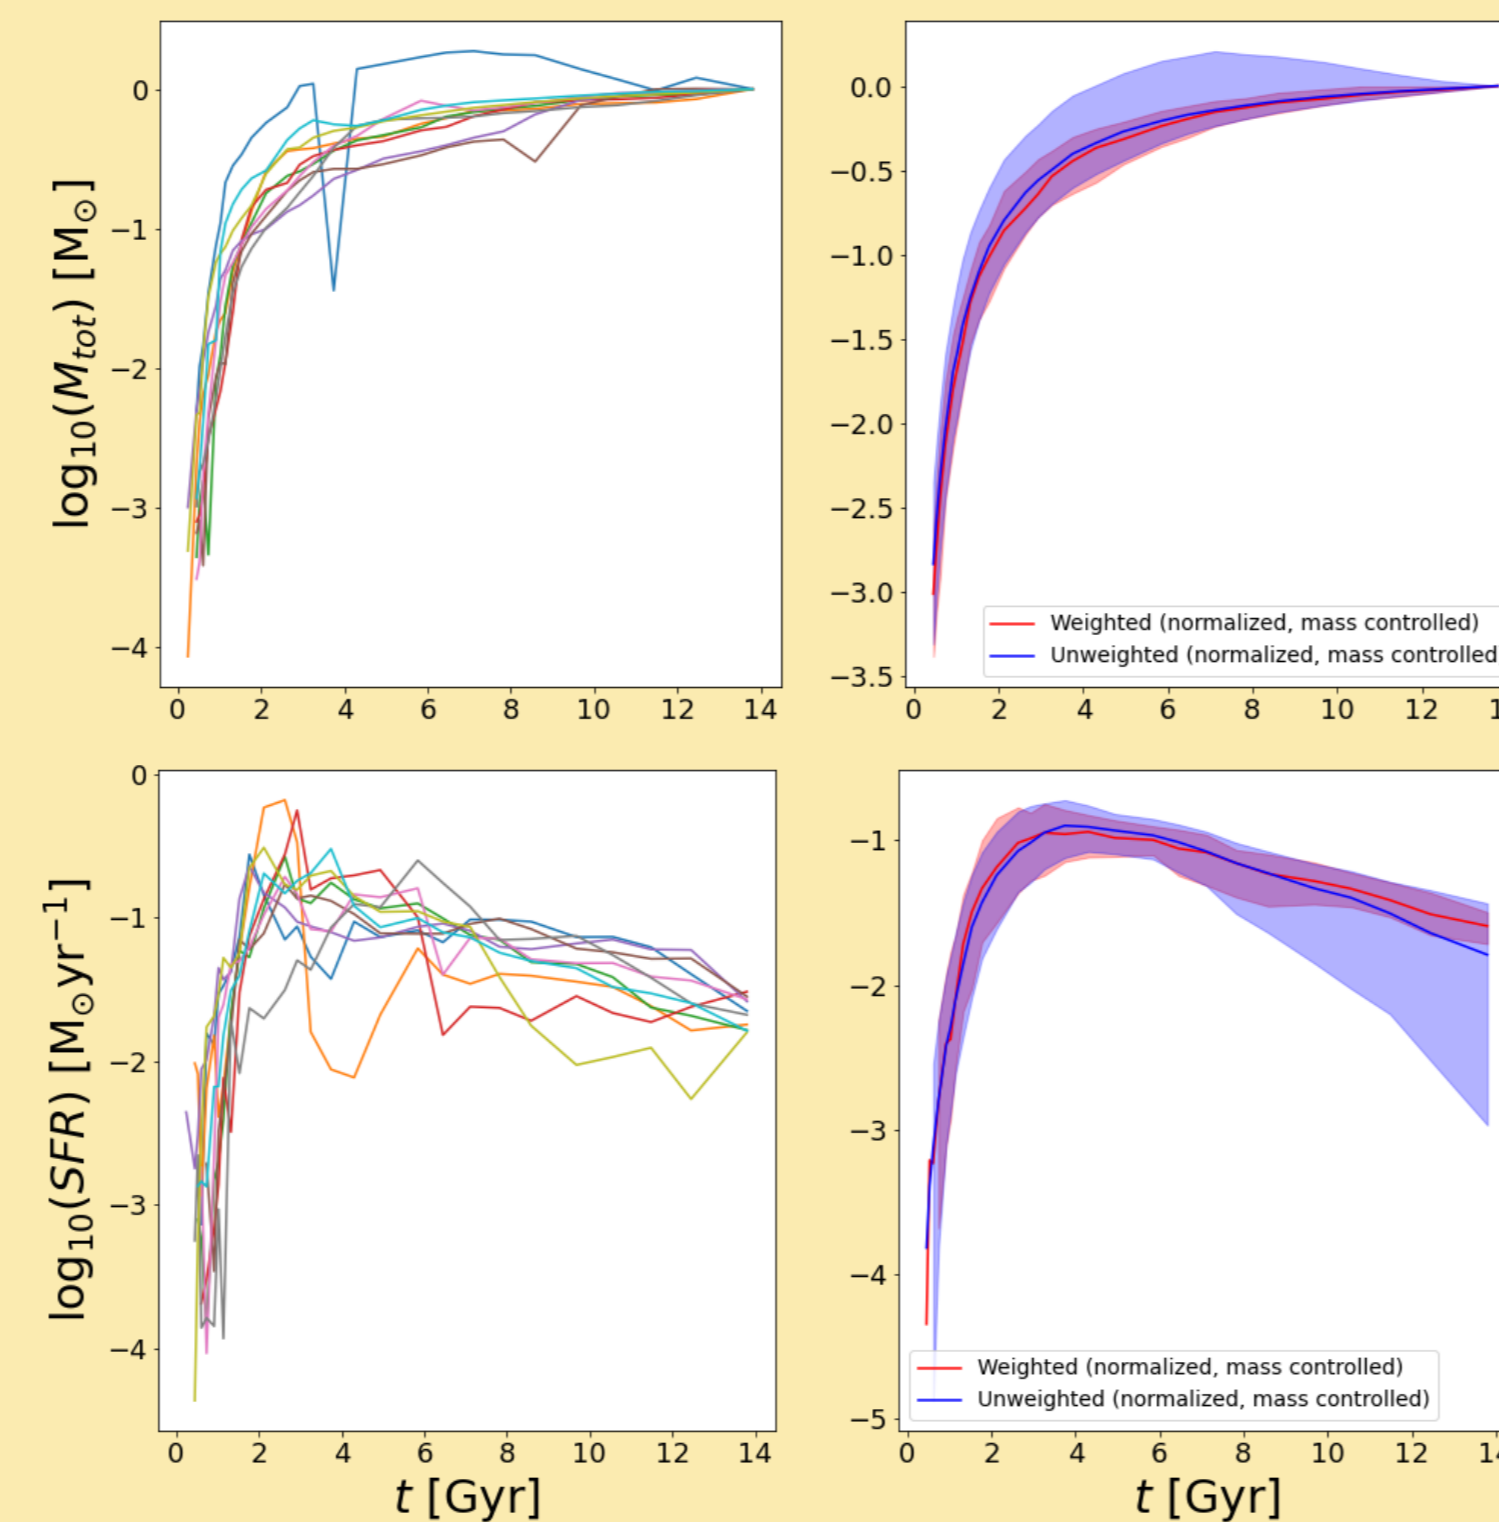 log₁₀(M_tot) [M⊙]
0
−1
−2
−3
−4
0 2 4 6 8 10 12 14
0.0
−0.5
−1.0
−1.5
−2.0
−2.5
−3.0
−3.5
Weighted (normalized, mass controlled)
Unweighted (normalized, mass controlled
0 2 4 6 8 10 12 1
log₁₀(SFR) [M⊙yr⁻¹]
0
−1
−2
−3
−4
0 2 4 6 8 10 12 14
t [Gyr]
−1
−2
−3
−4
−5
Weighted (normalized, mass controlled)
Unweighted (normalized, mass controlled)
0 2 4 6 8 10 12 14
t [Gyr]